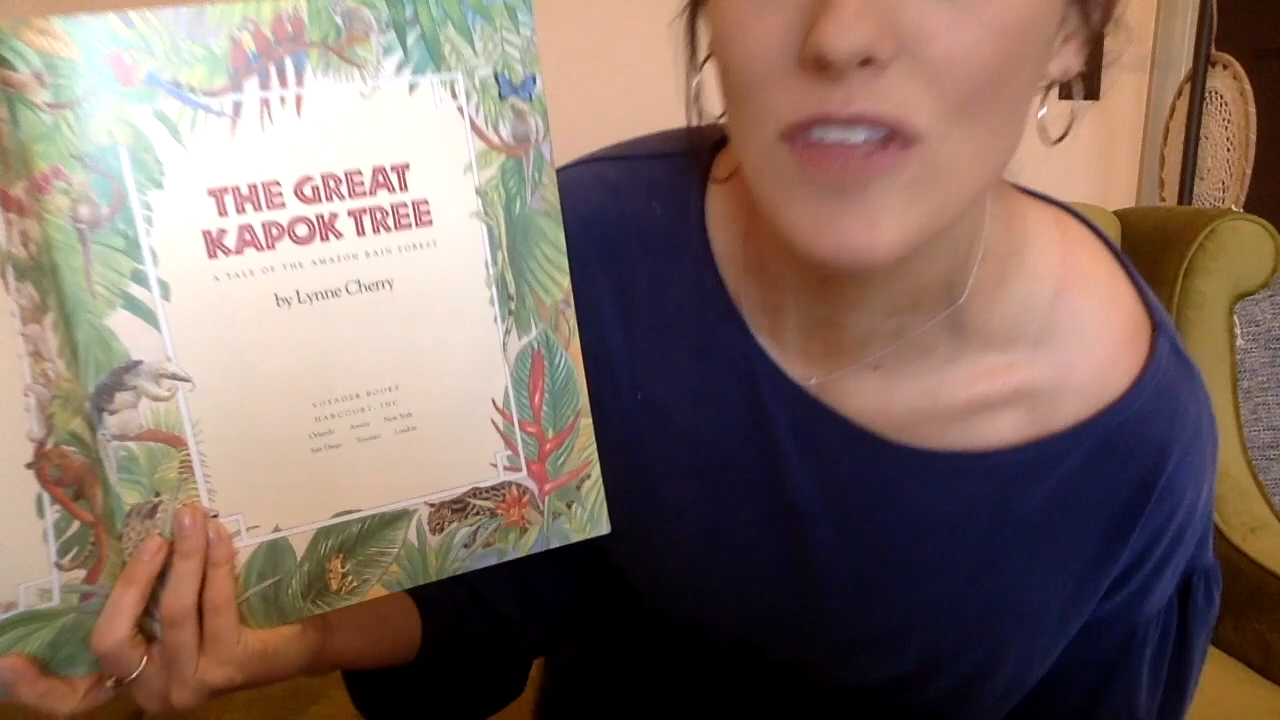 THE GREAT
KAPOK TREE
A TALE OF THE AMAZON RAIN FOREST
by Lynne Cherry
VOYAGER BOOKS
HARCOURT, INC
Orlando Austin New York
San Diego Toronto London